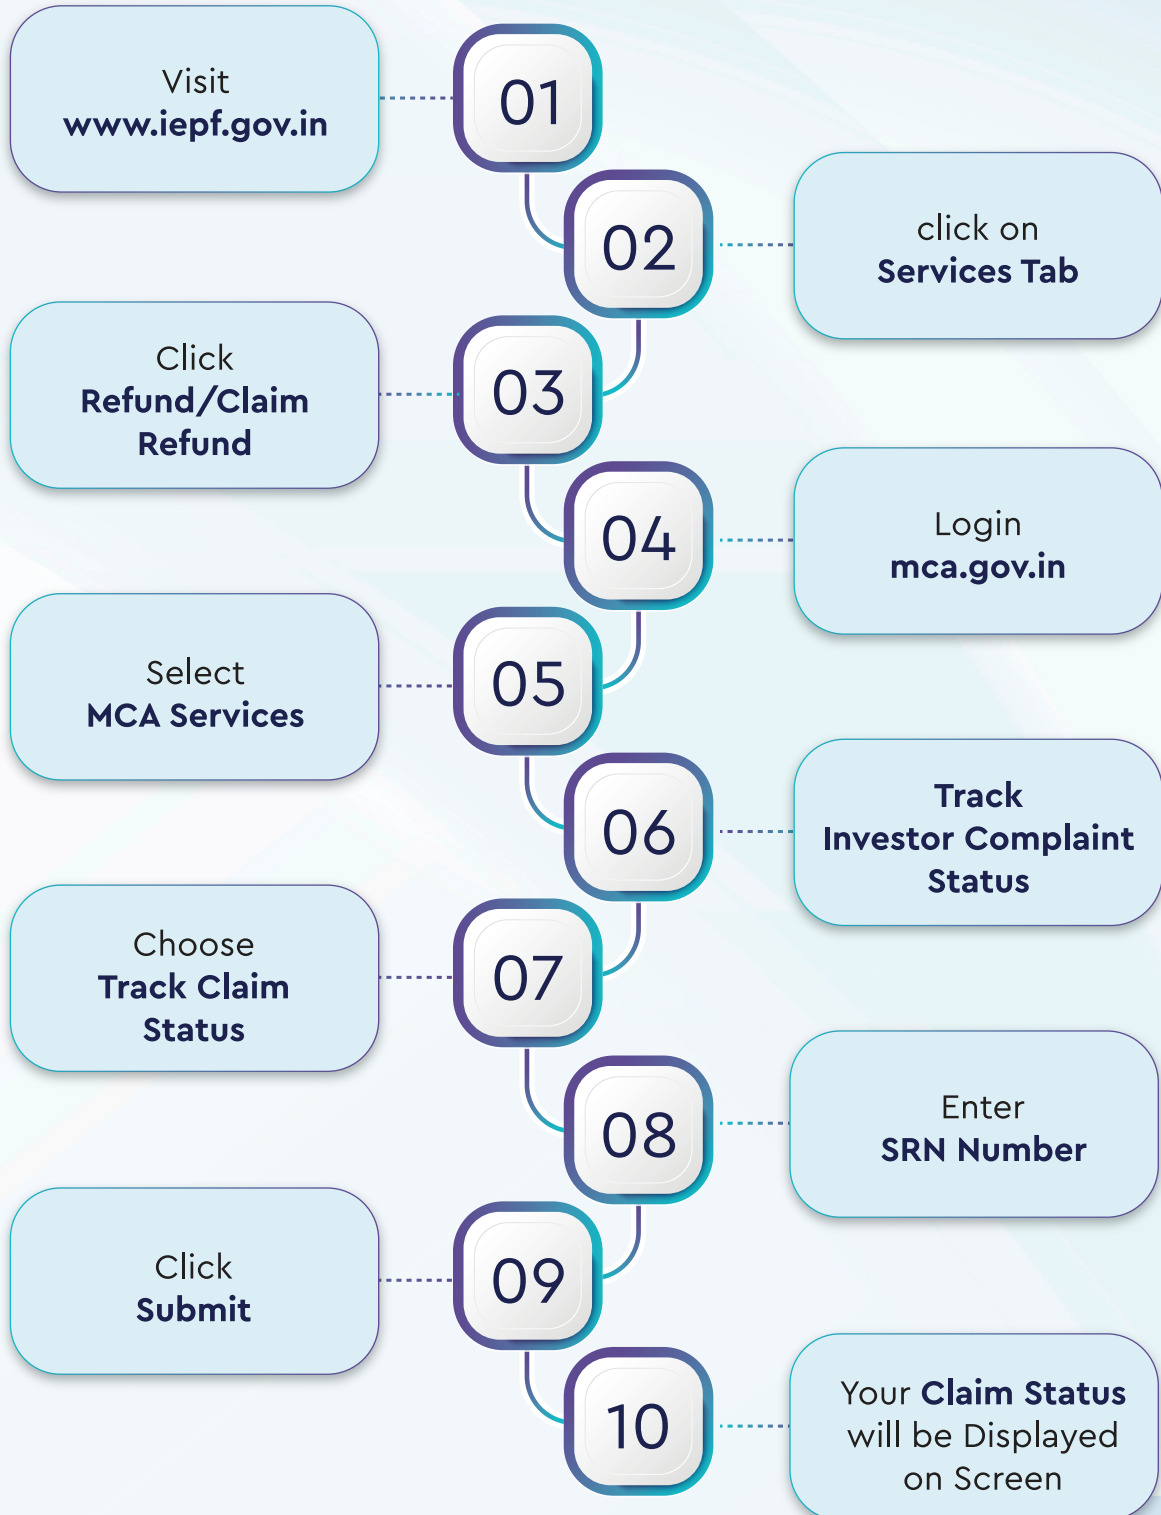 Visit
www.iepf.gov.in
01
02
click on
Services Tab
Click
Refund/Claim
Refund
03
04
Login
mca.gov.in
Select
MCA Services
05
06
Track
Investor Complaint
Status
Choose
Track Claim
Status
07
08
Enter
SRN Number
Click
Submit
09
10
Your Claim Status
will be Displayed
on Screen